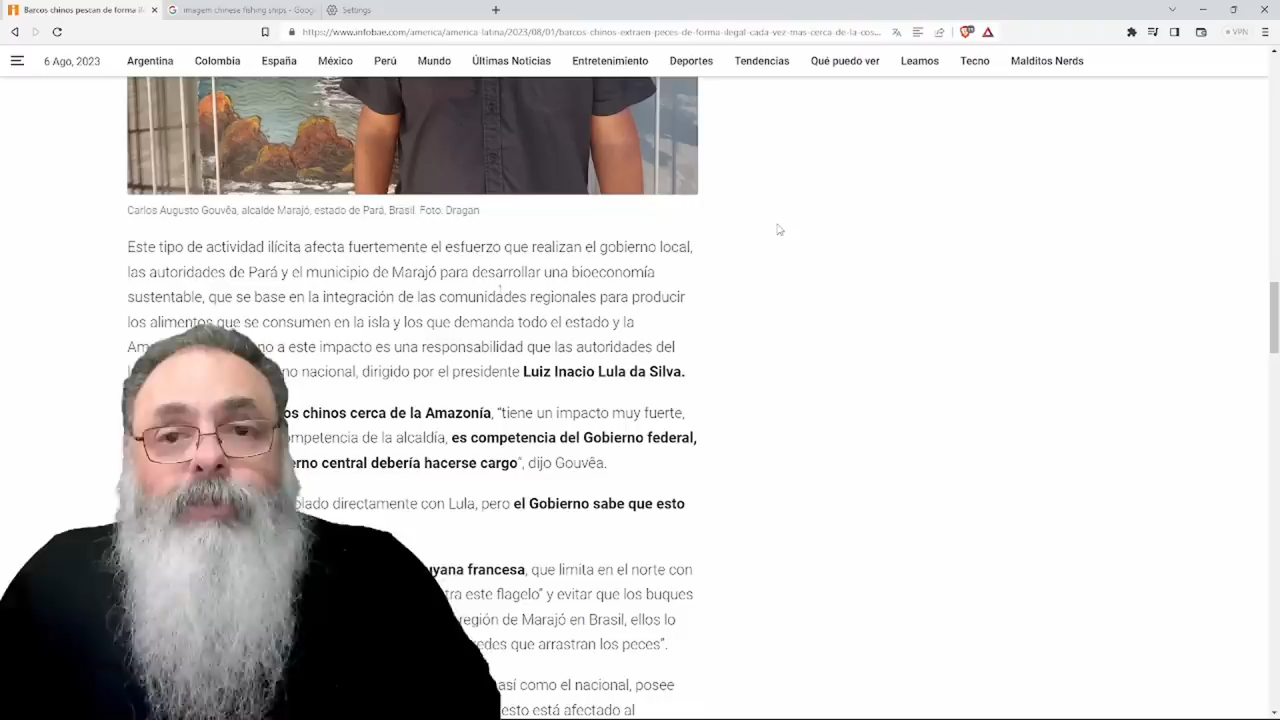 Barcos chinos pescan de forma il
imagem chinese fishing ships - Goog
Settings
https://www.infobae.com/america/america-latina/2023/08/01/barcos-chinos-extraen-peces-de-forma-ilegal-cada-vez-mas-cerca-de-la-cos...
VPN
6 Ago, 2023
Argentina
Colombia
España
México
Perú
Mundo
Últimas Noticias
Entretenimiento
Deportes
Tendencias
Qué puedo ver
Leamos
Tecno
Malditos Nerds
Carlos Augusto Gouvêa, alcalde Marajó, estado de Pará, Brasil. Foto. Dragan
Este tipo de actividad ilícita afecta fuertemente el esfuerzo que realizan el gobierno local,
las autoridades de Pará y el municipio de Marajó para desarrollar una bioeconomía
sustentable, que se base en la integración de las comunidades regionales para producir
los alimentos que se consumen en la isla y los que demanda todo el estado y la
no a este impacto es una responsabilidad que las autoridades del
no nacional, dirigido por el presidente Luiz Inacio Lula da Silva.
os chinos cerca de la Amazonía, “tiene un impacto muy fuerte,
ompetencia de la alcaldía, es competencia del Gobierno federal,
erno central debería hacerse cargo”, dijo Gouvêa.
blado directamente con Lula, pero el Gobierno sabe que esto
uyana francesa, que limita en el norte con
tra este flagelo” y evitar que los buques
región de Marajó en Brasil, ellos lo
edes que arrastran los peces”.
así como el nacional, posee
esto está afectado al